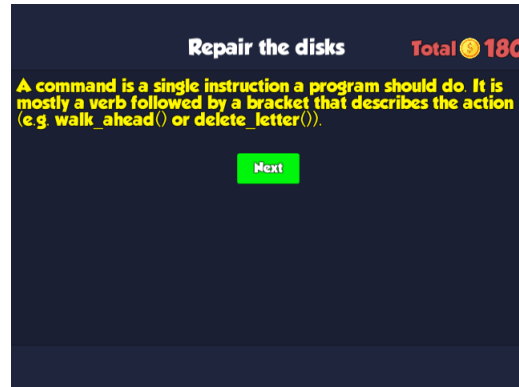 Repair the disks
Total 180
A command is a single instruction a program should do. It is
mostly a verb followed by a bracket that describes the action
(e.g. walk_ahead() or delete_letter()).
Next